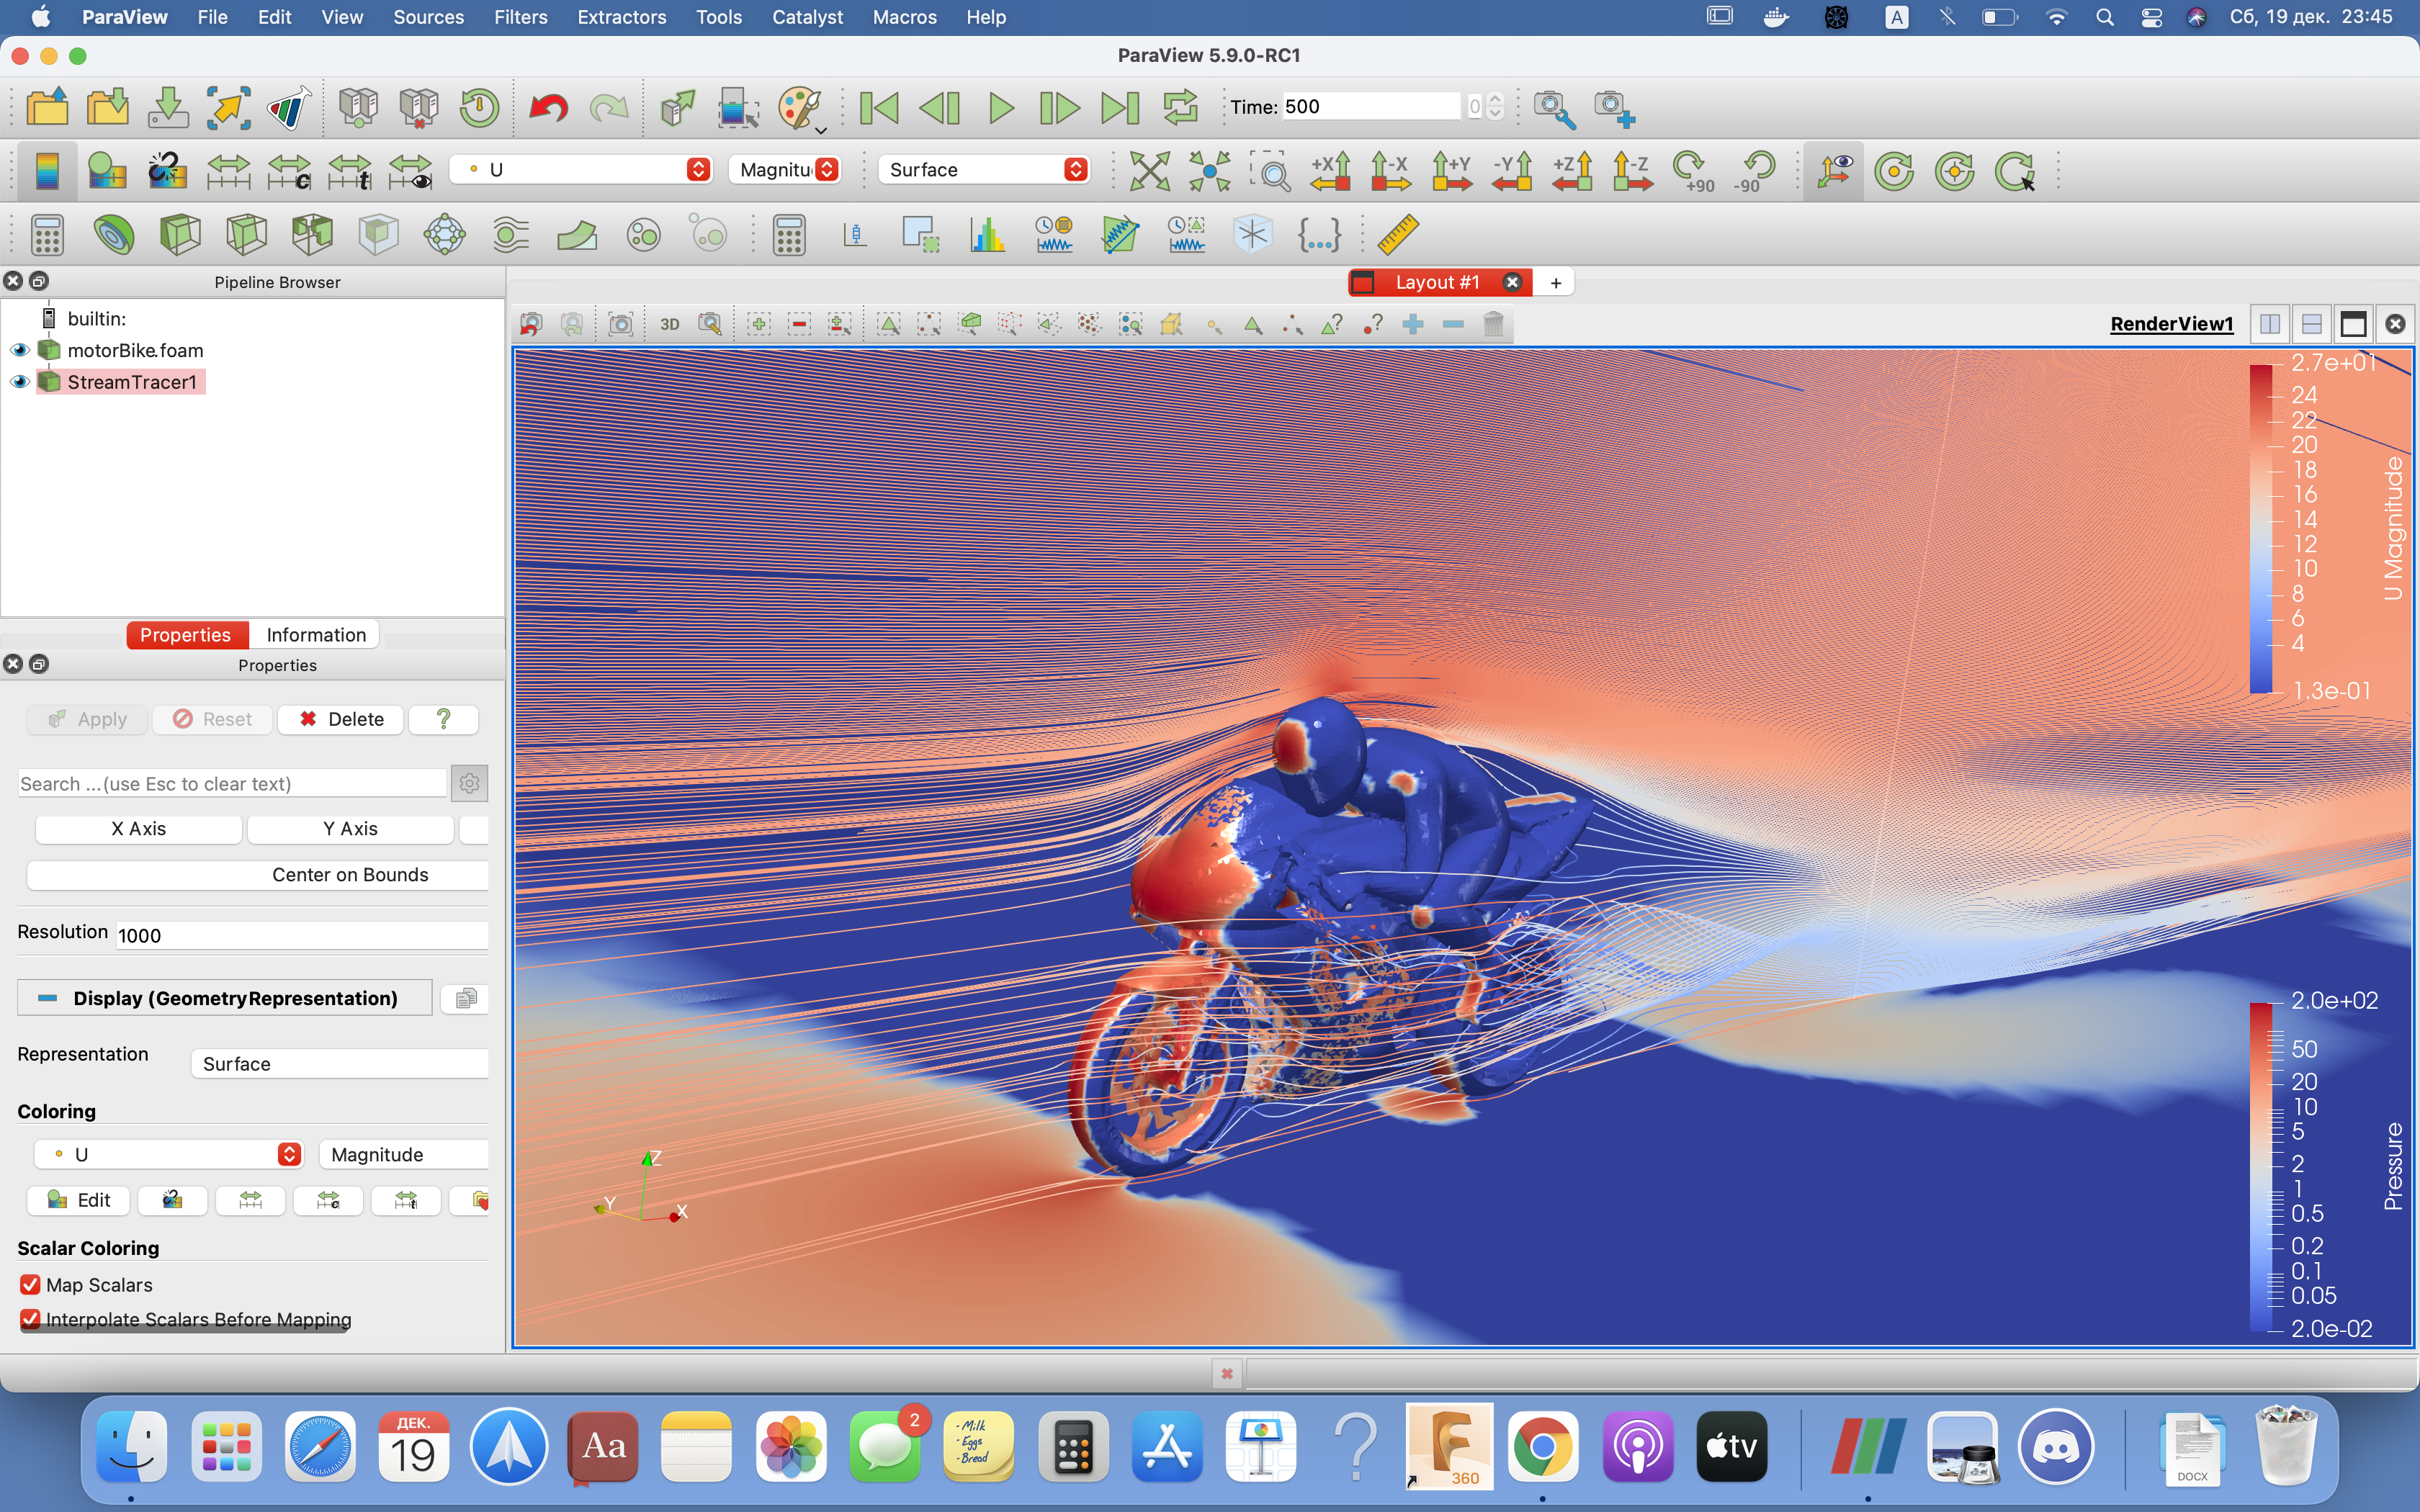 ParaView File Edit View Sources Filters Extractors Tools Catalyst Macros Help A Сб, 19 дек. 23:45
ParaView 5.9.0-RC1
Time: 500 0
U Magnitu Surface +X -X +Y -Y +Z -Z +90 -90
Pipeline Browser
builtin:
motorBike.foam
StreamTracer1
Properties Information
Properties
Apply Reset Delete ?
Search ...(use Esc to clear text)
X Axis Y Axis
Center on Bounds
Resolution 1000
Display (GeometryRepresentation)
Representation Surface
Coloring
U Magnitude
Edit
Scalar Coloring
Map Scalars
Interpolate Scalars Before Mapping
Layout #1 +
3D RenderView1
2.7e+01
24
22
20
18
16
14
12
10
8
6
4
1.3e-01
U Magnitude
2.0e+02
50
20
10
5
2
1
0.5
0.2
0.1
0.05
2.0e-02
Pressure
Z
Y
X
ДЕК.
19
Aa
2
- Milk
- Eggs
- Bread
?
360
tv
DOCX